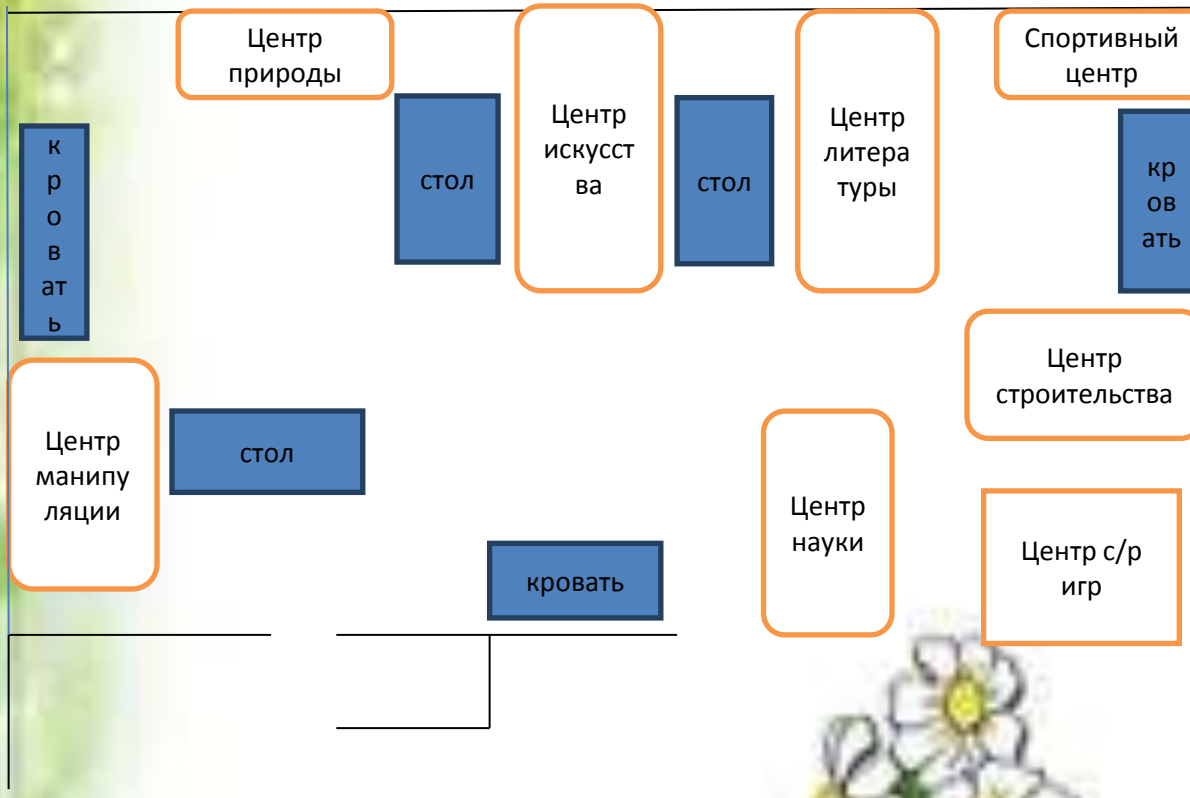 Центр
природы
Центр
искусст
ва
Центр
литера
туры
Спортивный
центр
к
р
о
в
ат
ь
стол
стол
кр
ов
ать
Центр
строительства
Центр
манипу
ляции
стол
Центр
науки
Центр с/р
игр
кровать